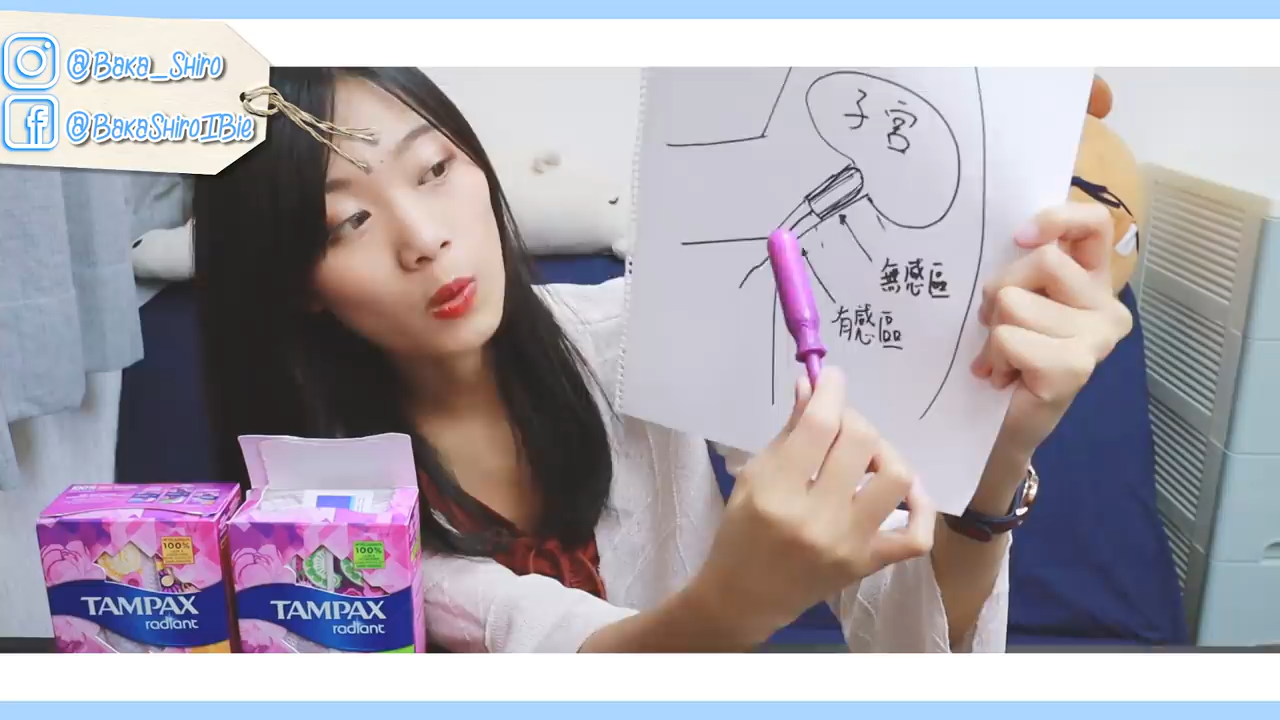 @Baka_Shiro
@BakaShiroIBie
子宮
無感區
有感區
100%
TAMPAX
radiant
100%
TAMPAX
radiant